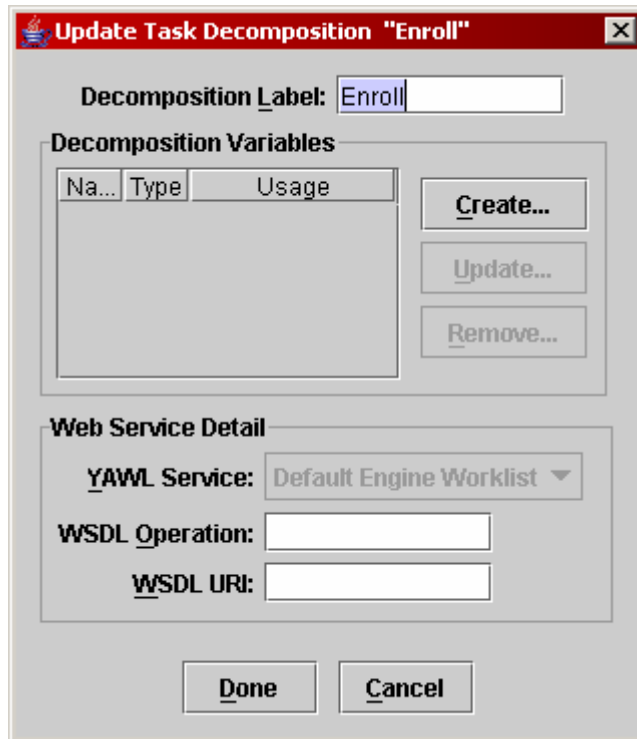 Update Task Decomposition "Enroll"
Decomposition Label: Enroll
Decomposition Variables
Na... Type Usage
Create...
Update...
Remove...
Web Service Detail
YAWL Service: Default Engine Worklist
WSDL Operation:
WSDL URI:
Done Cancel